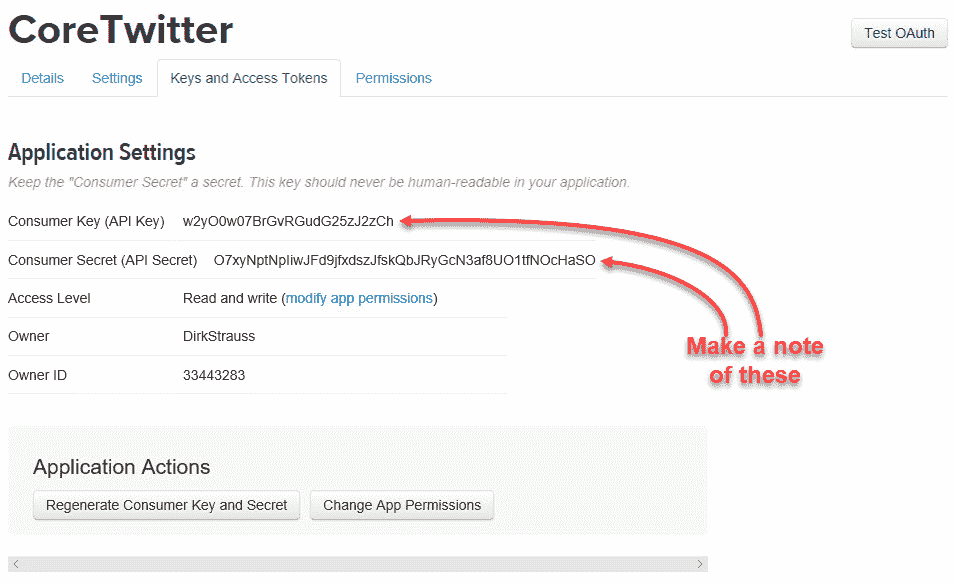 CoreTwitter
Test OAuth
Details Settings Keys and Access Tokens Permissions
Application Settings
Keep the "Consumer Secret" a secret. This key should never be human-readable in your application.
Consumer Key (API Key) w2yO0w07BrGvRGudG25zJ2zCh
Consumer Secret (API Secret) O7xyNptNpIiwJFd9jfxdszJfskQbJRyGcN3af8UO1tfNOcHaSO
Access Level Read and write (modify app permissions)
Owner DirkStrauss
Owner ID 33443283
Make a note
of these
Application Actions
Regenerate Consumer Key and Secret Change App Permissions